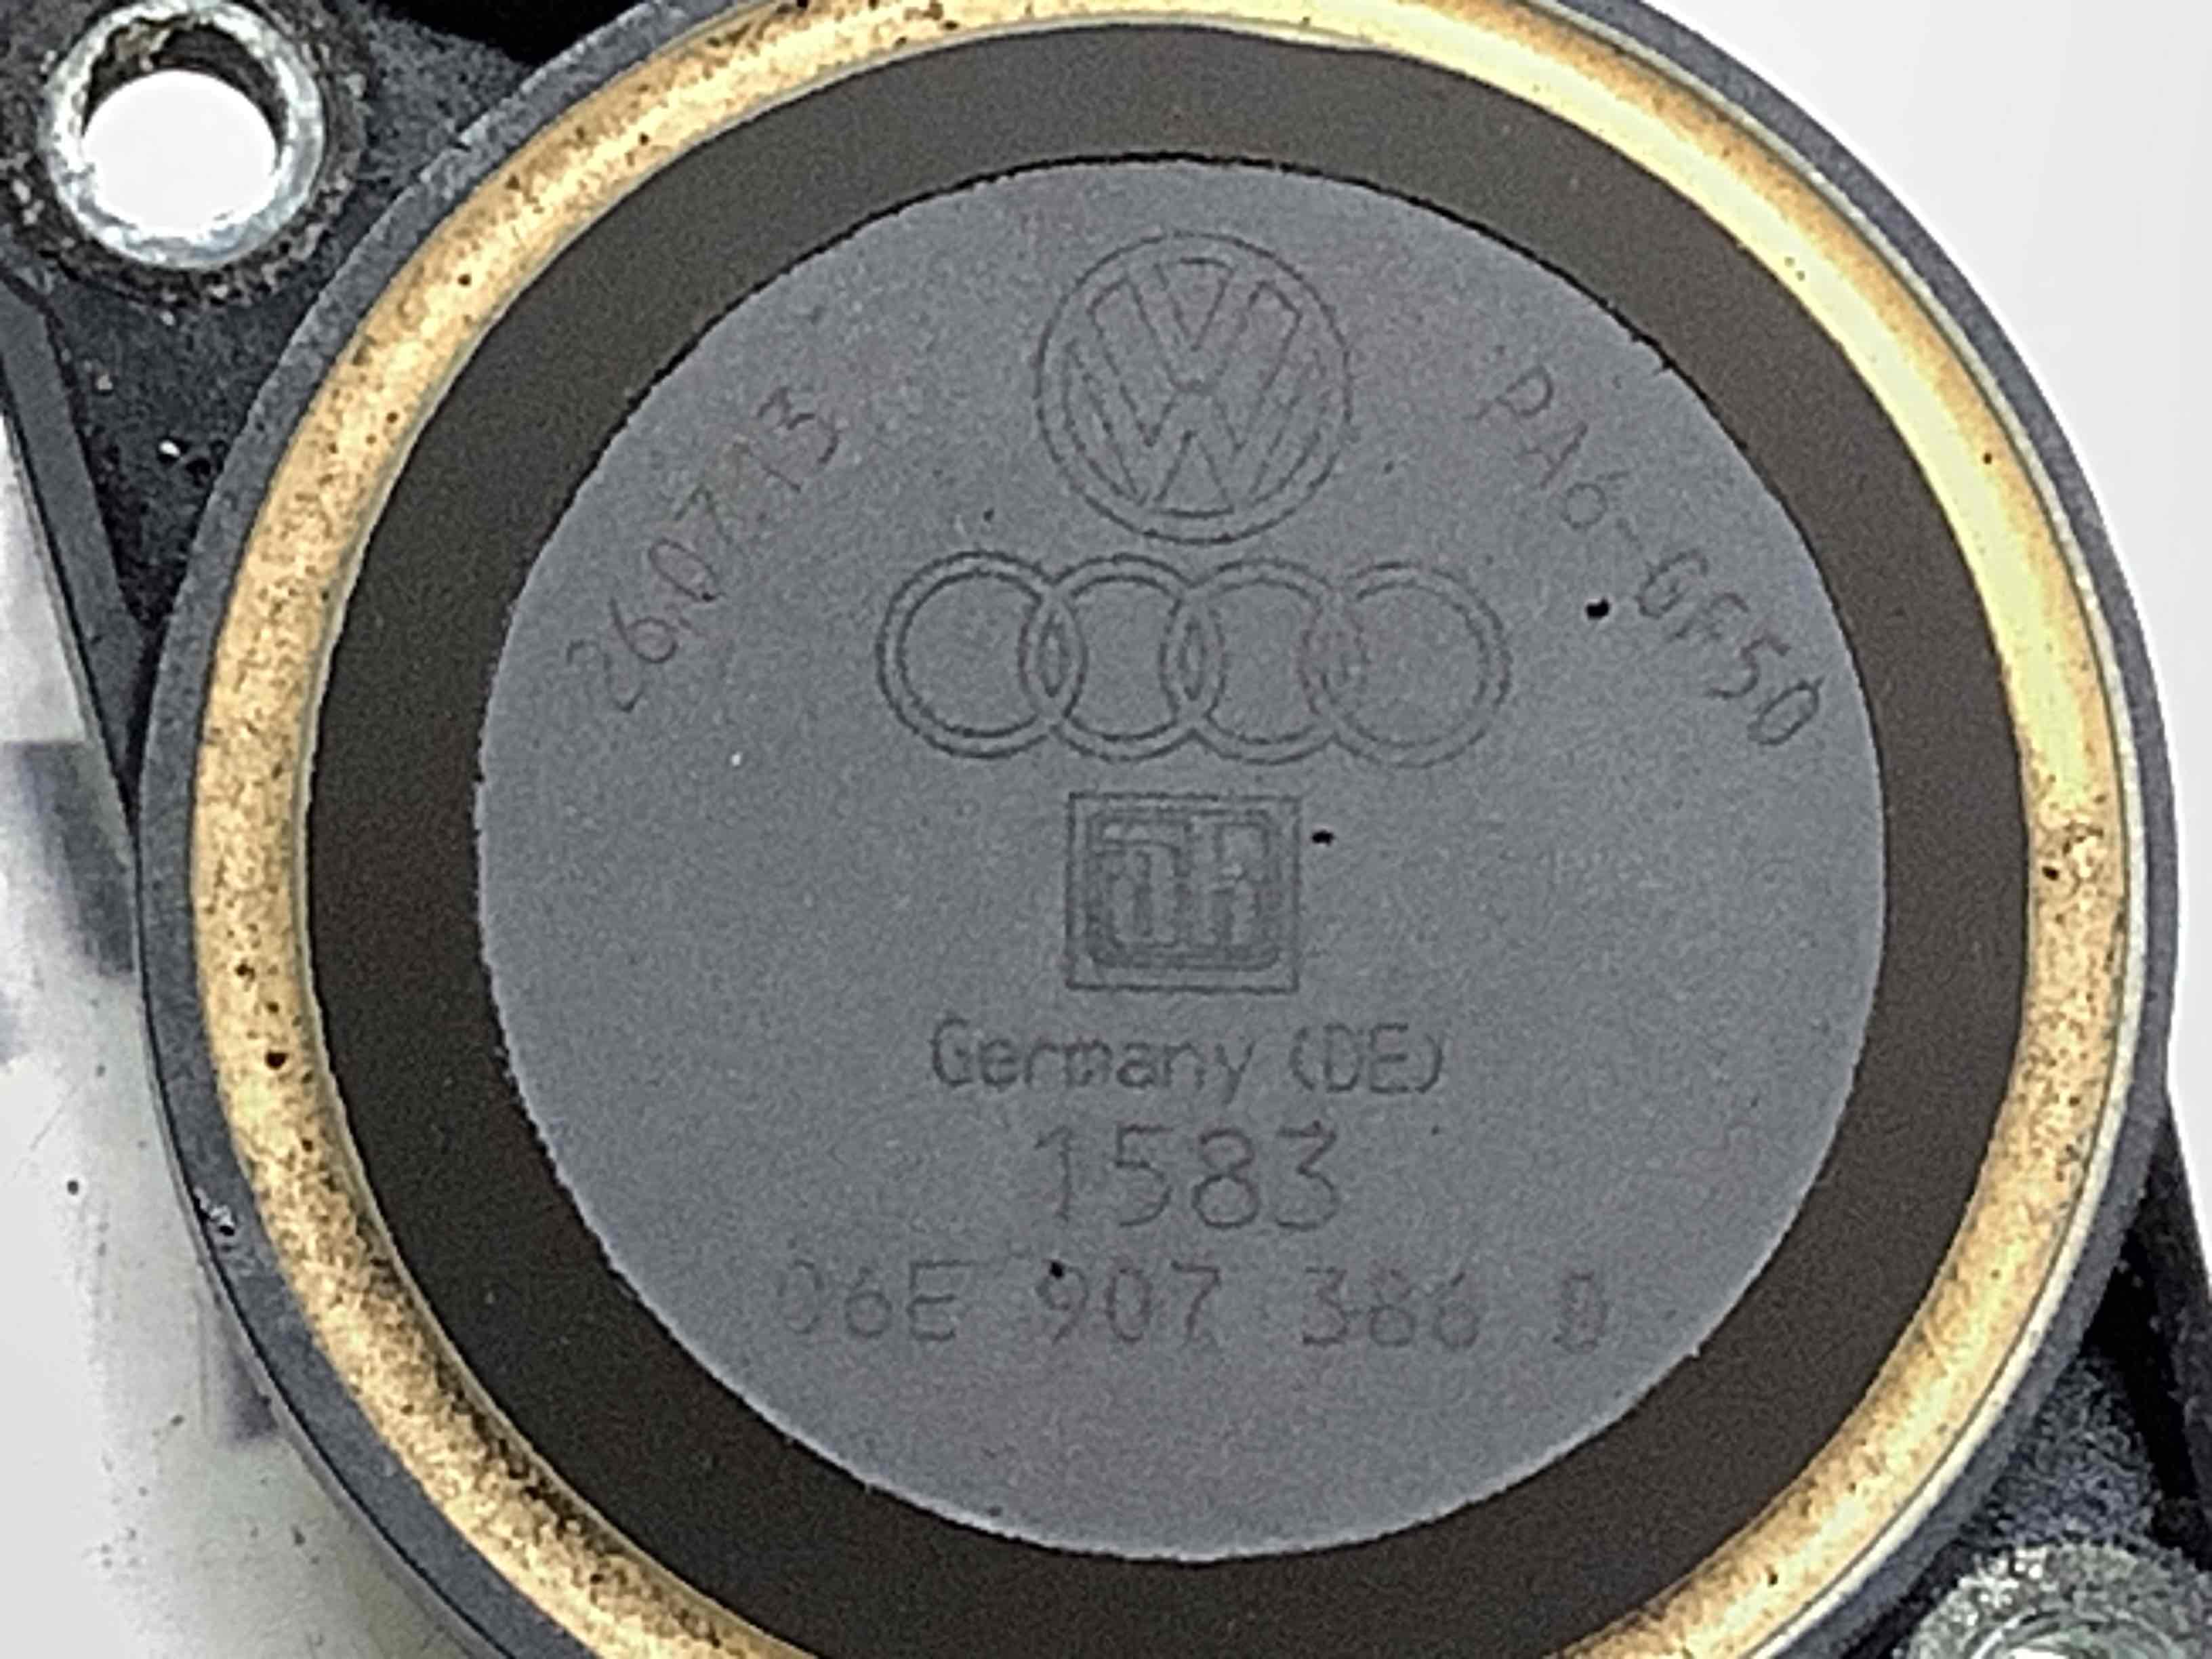 26.07.13
PA6-GF50
Germany (DE)
1583
06E 907 386 D